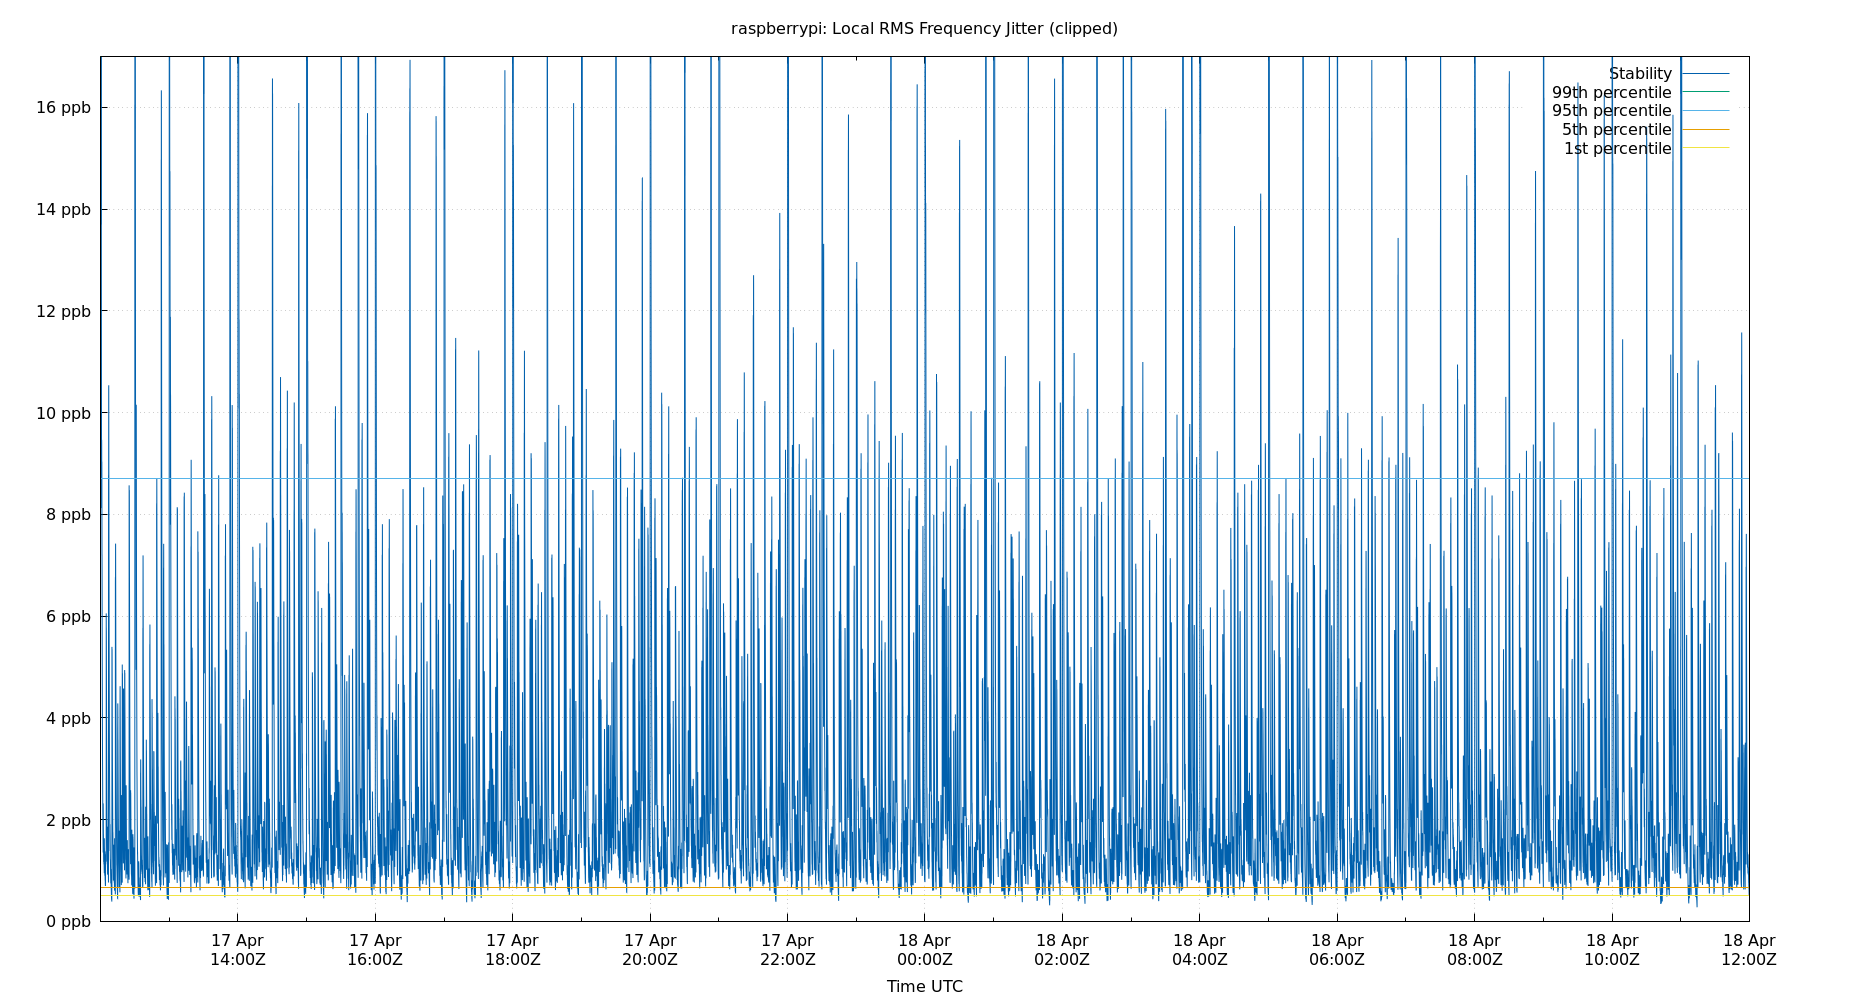 raspberrypi: Local RMS Frequency Jitter (clipped)
Stability
99th percentile
95th percentile
5th percentile
1st percentile
16 ppb
14 ppb
12 ppb
10 ppb
8 ppb
6 ppb
4 ppb
2 ppb
0 ppb
17 Apr 17 Apr 17 Apr 17 Apr 17 Apr 18 Apr 18 Apr 18 Apr 18 Apr 18 Apr 18 Apr 18 Apr
14:00Z 16:00Z 18:00Z 20:00Z 22:00Z 00:00Z 02:00Z 04:00Z 06:00Z 08:00Z 10:00Z 12:00Z
Time UTC